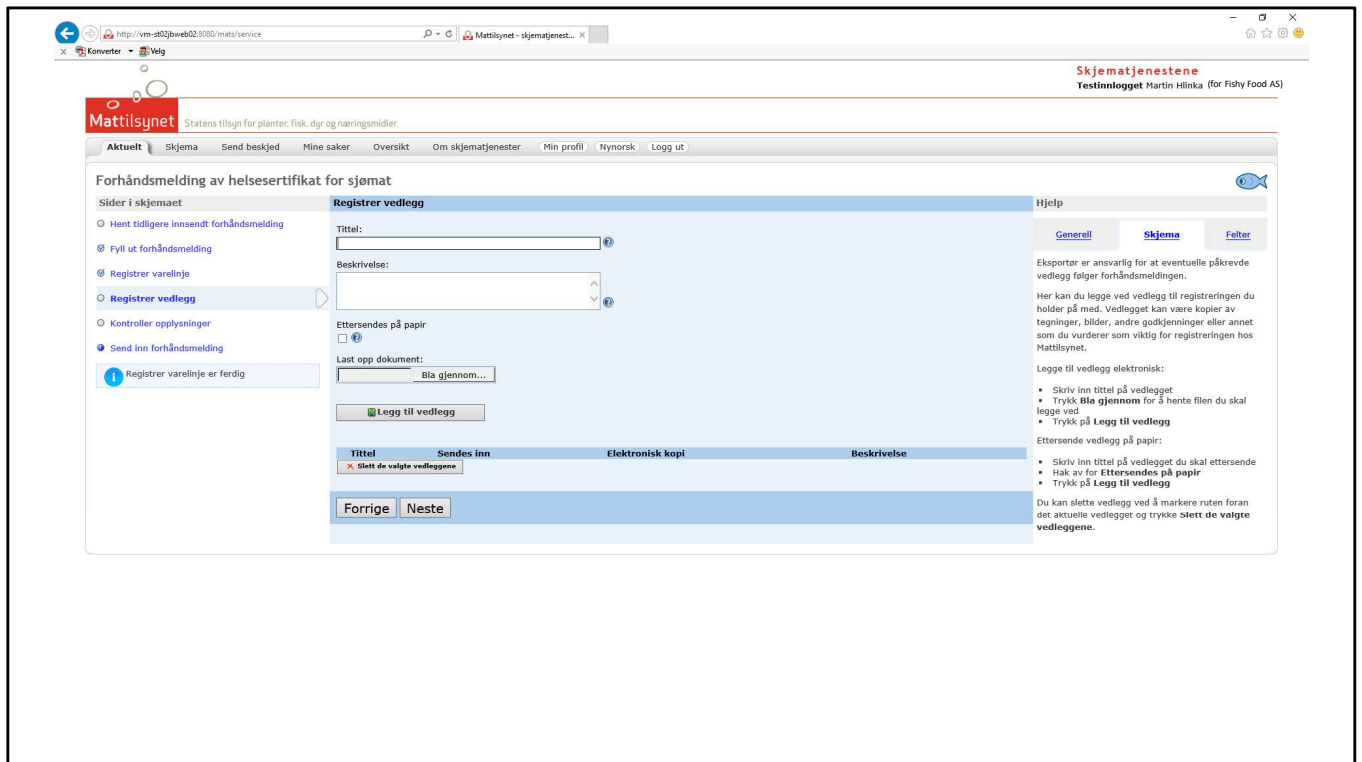 http://vm-st02jbweb02:8080/mats/service
Mattilsynet - skjematjenest...
x Konverter Velg
Skjematjenestene
Testinnlogget Martin Hlinka (for Fishy Food AS)
Mattilsynet Statens tilsyn for planter, fisk, dyr og næringsmidler
Aktuelt Skjema Send beskjed Mine saker Oversikt Om skjematjenester Min profil Nynorsk Logg ut
Forhåndsmelding av helsesertifikat for sjømat
Sider i skjemaet
Hent tidligere innsendt forhåndsmelding
Fyll ut forhåndsmelding
Registrer varelinje
Registrer vedlegg
Kontroller opplysninger
Send inn forhåndsmelding
Registrer varelinje er ferdig
Registrer vedlegg
Tittel:
Beskrivelse:
Ettersendes på papir
Last opp dokument:
Bla gjennom...
Legg til vedlegg
Tittel Sendes inn Elektronisk kopi Beskrivelse
Slett de valgte vedleggene
Forrige Neste
Hjelp
Generell Skjema Felter
Eksportør er ansvarlig for at eventuelle påkrevde
vedlegg følger forhåndsmeldingen.
Her kan du legge ved vedlegg til registreringen du
holder på med. Vedlegget kan være kopier av
tegninger, bilder, andre godkjenninger eller annet
som du vurderer som viktig for registreringen hos
Mattilsynet.
Legge til vedlegg elektronisk:
▪ Skriv inn tittel på vedlegget
▪ Trykk Bla gjennom for å hente filen du skal
legge ved
▪ Trykk på Legg til vedlegg
Ettersende vedlegg på papir:
▪ Skriv inn tittel på vedlegget du skal ettersende
▪ Hak av for Ettersendes på papir
▪ Trykk på Legg til vedlegg
Du kan slette vedlegg ved å markere ruten foran
det aktuelle vedlegget og trykke Slett de valgte
vedleggene.